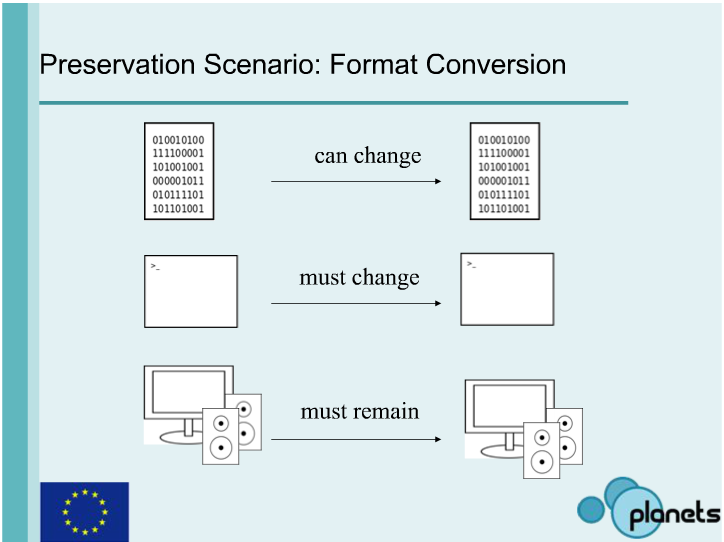 Preservation Scenario: Format Conversion
010010100
111100001
101001001
000001011
010111101
101101001
can change
010010100
111100001
101001001
000001011
010111101
101101001
>_
must change
>_
must remain
planets